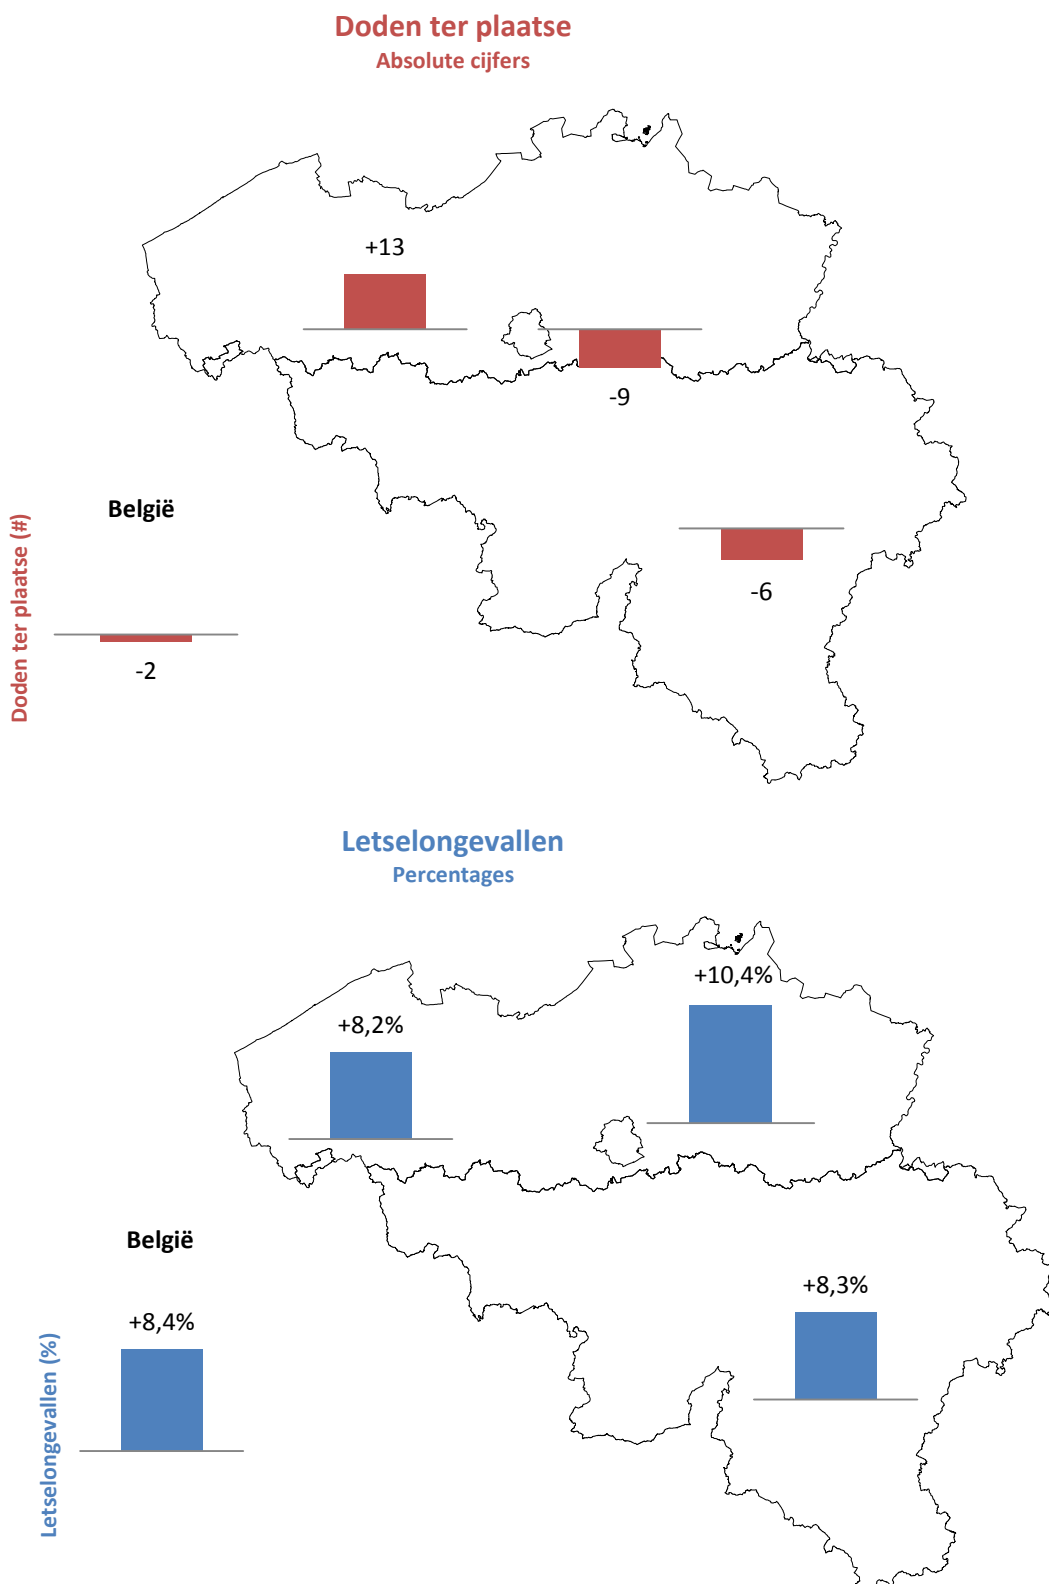 Doden ter plaatse
Absolute cijfers
+13
-9
België
-6
-2
Doden ter plaatse (#)
Letselongevallen
Percentages
+10,4%
+8,2%
België
+8,3%
+8,4%
Letselongevallen (%)